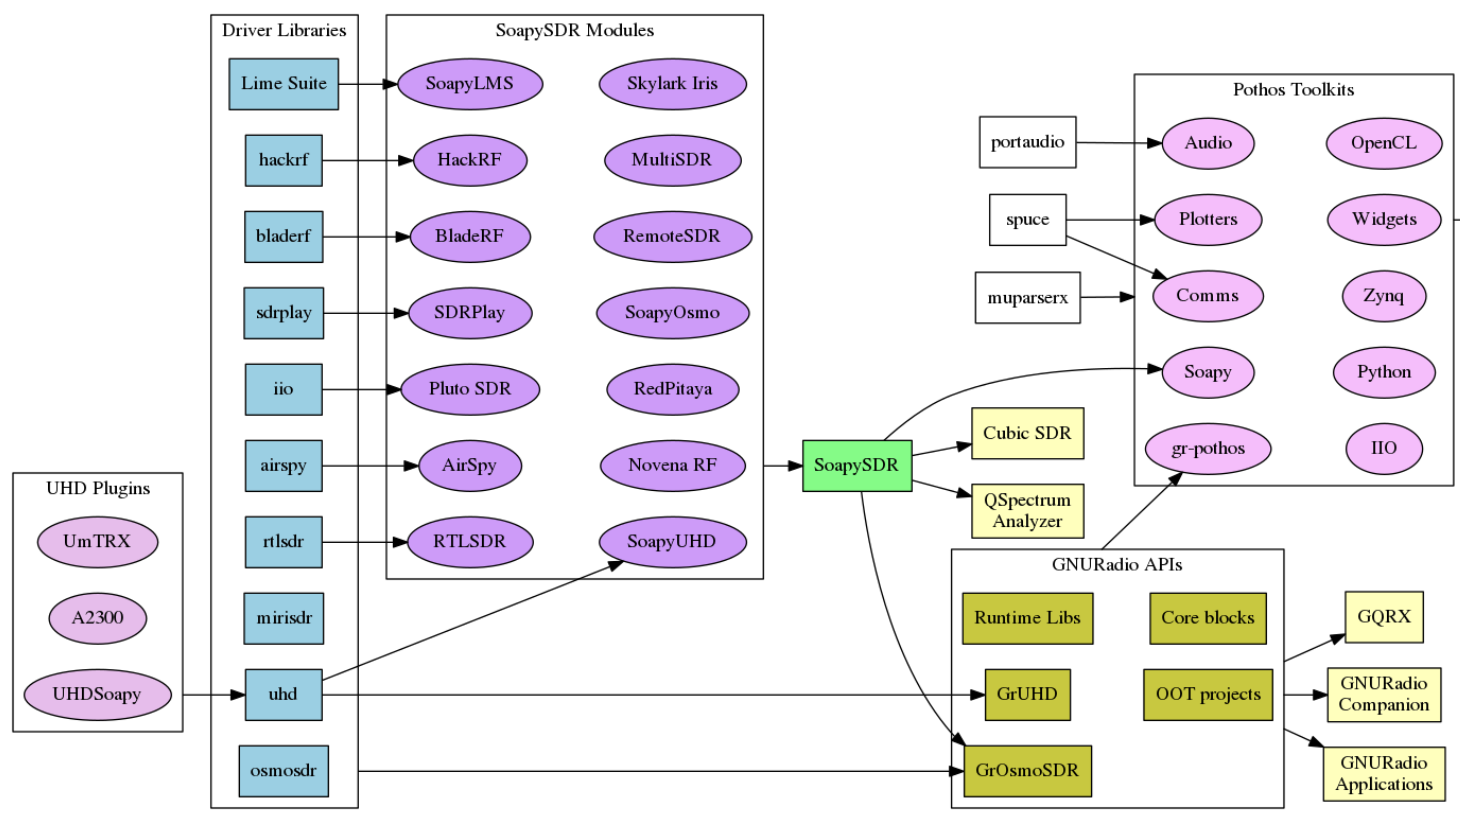 Driver Libraries
Lime Suite
hackrf
bladerf
sdrplay
iio
airspy
rtlsdr
mirisdr
uhd
osmosdr
UHD Plugins
UmTRX
A2300
UHDSoapy
SoapySDR Modules
SoapyLMS
Skylark Iris
HackRF
MultiSDR
BladeRF
RemoteSDR
SDRPlay
SoapyOsmo
Pluto SDR
RedPitaya
AirSpy
Novena RF
RTLSDR
SoapyUHD
SoapySDR
portaudio
spuce
muparserx
Cubic SDR
QSpectrum
Analyzer
Pothos Toolkits
Audio
OpenCL
Plotters
Widgets
Comms
Zynq
Soapy
Python
gr-pothos
IIO
GNURadio APIs
Runtime Libs
Core blocks
GrUHD
OOT projects
GrOsmoSDR
GQRX
GNURadio
Companion
GNURadio
Applications